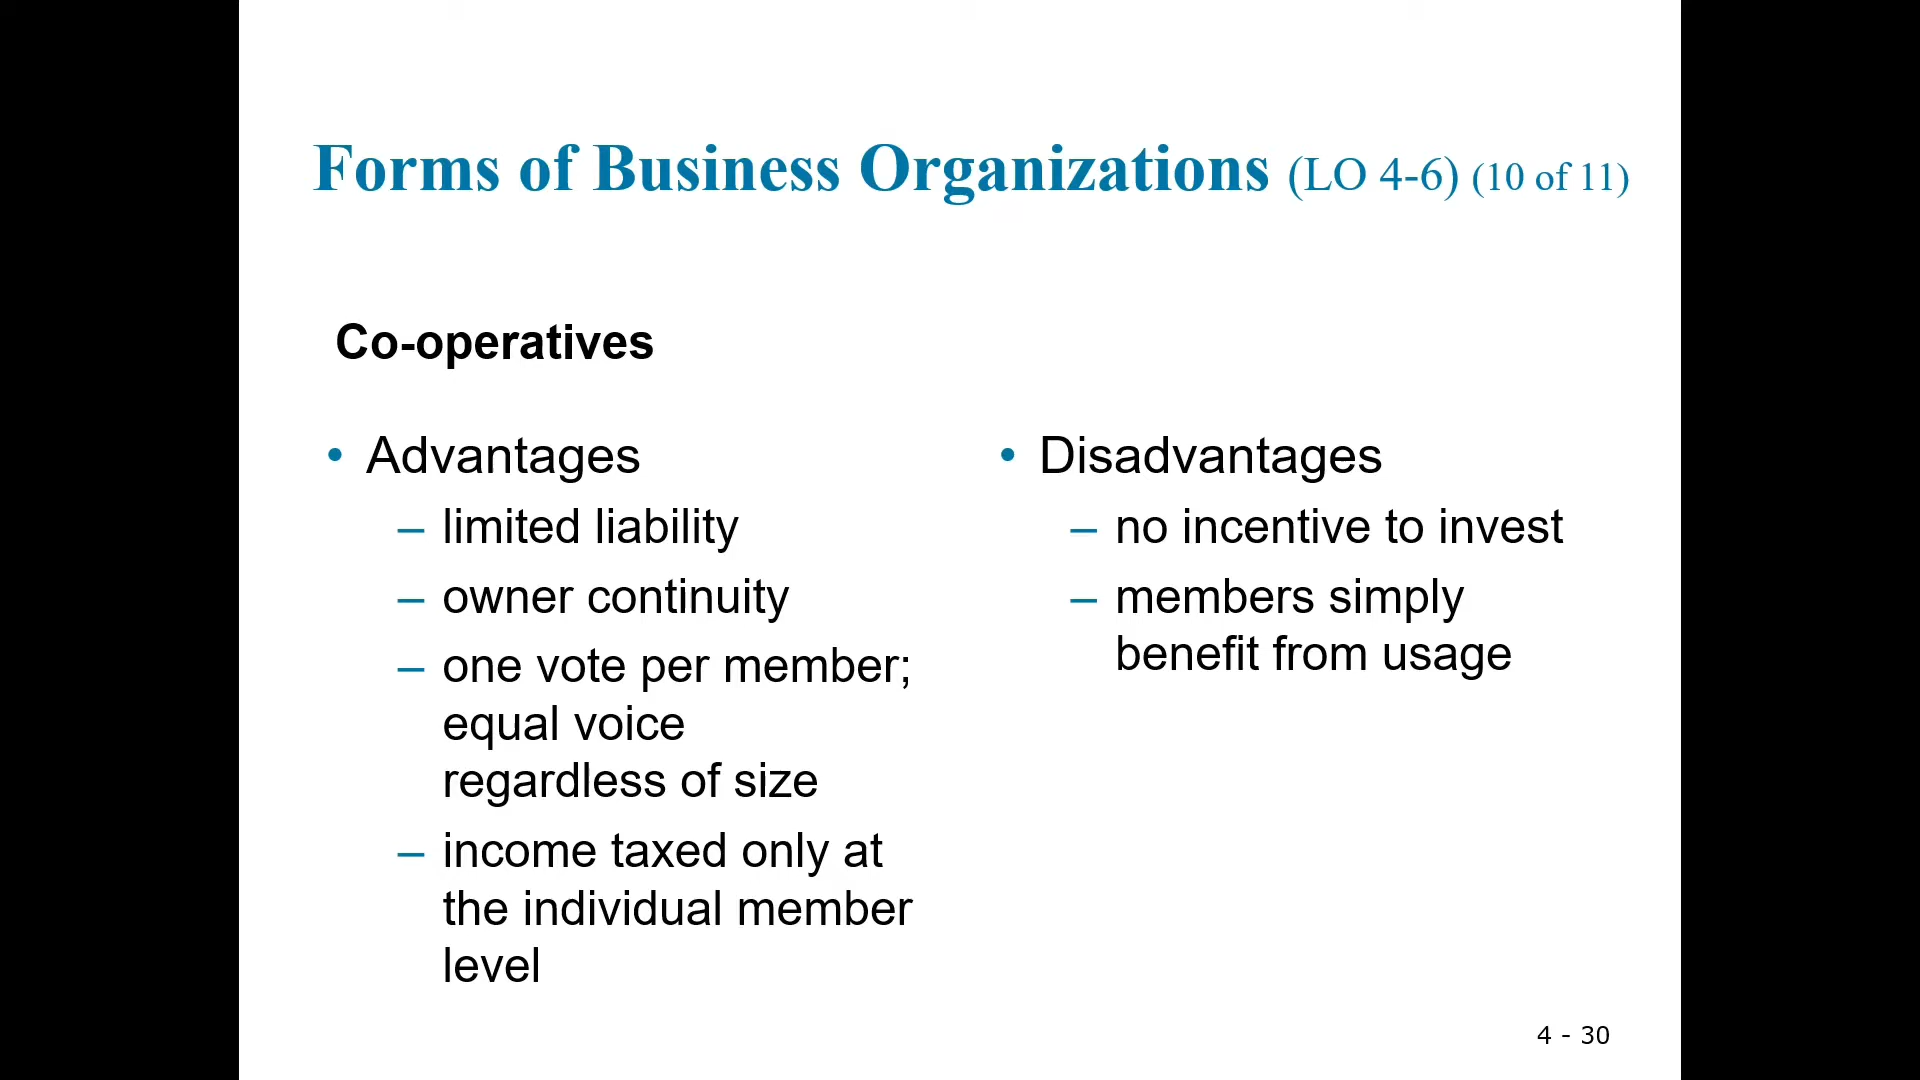 Forms of Business Organizations (LO 4-6) (10 of 11)
Co-operatives
• Advantages
– limited liability
– owner continuity
– one vote per member;
equal voice
regardless of size
– income taxed only at
the individual member
level
• Disadvantages
– no incentive to invest
– members simply
benefit from usage
4 - 30